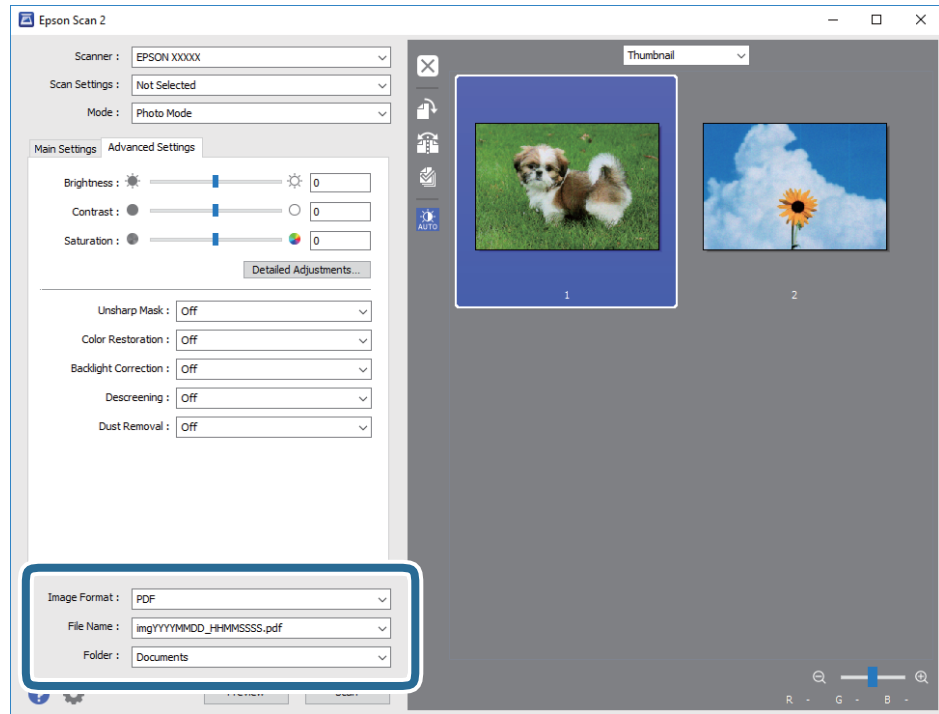 Epson Scan 2
Scanner : EPSON XXXXX
Scan Settings : Not Selected
Mode : Photo Mode
Main Settings Advanced Settings
Brightness : 0
Contrast : 0
Saturation : 0
Detailed Adjustments...
Unsharp Mask : Off
Color Restoration : Off
Backlight Correction : Off
Descreening : Off
Dust Removal : Off
Image Format : PDF
File Name : imgYYYYMMDD_HHMMSSSS.pdf
Folder : Documents
Thumbnail
AUTO
1
2
R - G - B -